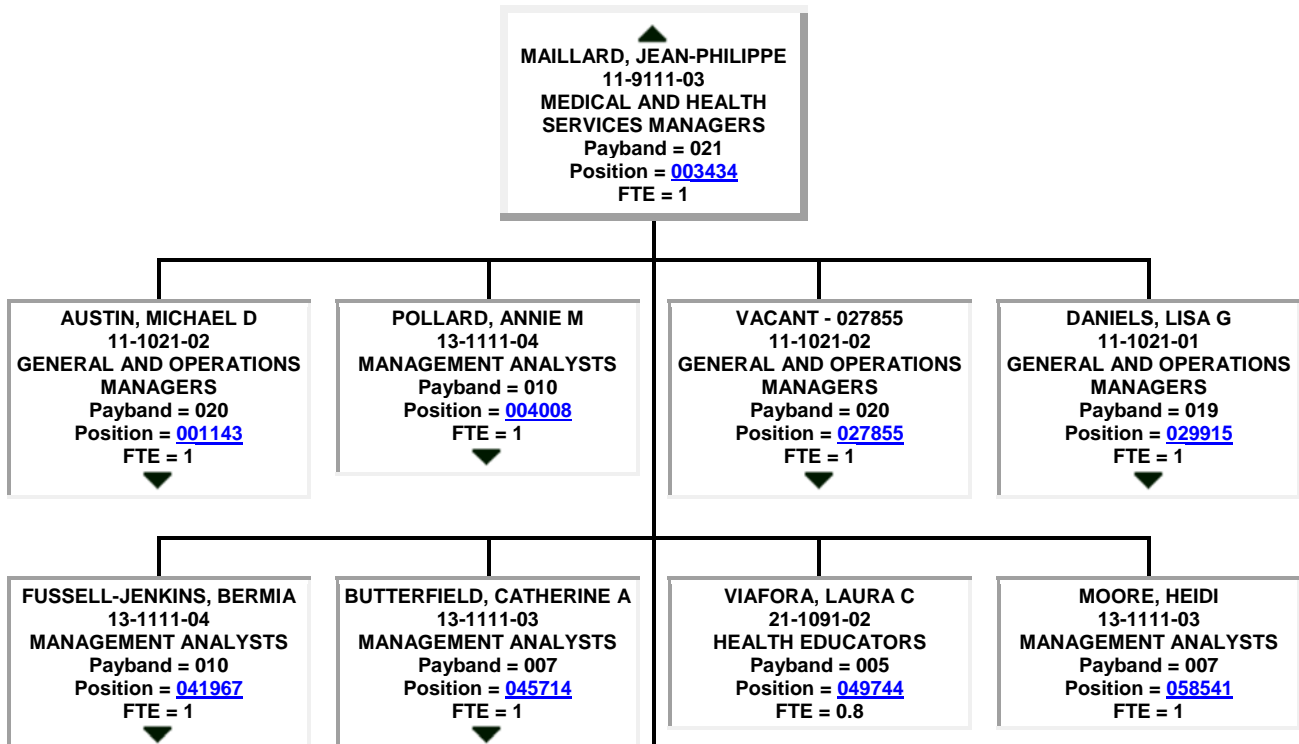 MAILLARD, JEAN-PHILIPPE
11-9111-03
MEDICAL AND HEALTH
SERVICES MANAGERS
Payband = 021
Position = 003434
FTE = 1
AUSTIN, MICHAEL D
11-1021-02
GENERAL AND OPERATIONS
MANAGERS
Payband = 020
Position = 001143
FTE = 1
POLLARD, ANNIE M
13-1111-04
MANAGEMENT ANALYSTS
Payband = 010
Position = 004008
FTE = 1
VACANT - 027855
11-1021-02
GENERAL AND OPERATIONS
MANAGERS
Payband = 020
Position = 027855
FTE = 1
DANIELS, LISA G
11-1021-01
GENERAL AND OPERATIONS
MANAGERS
Payband = 019
Position = 029915
FTE = 1
FUSSELL-JENKINS, BERMIA
13-1111-04
MANAGEMENT ANALYSTS
Payband = 010
Position = 041967
FTE = 1
BUTTERFIELD, CATHERINE A
13-1111-03
MANAGEMENT ANALYSTS
Payband = 007
Position = 045714
FTE = 1
VIAFORA, LAURA C
21-1091-02
HEALTH EDUCATORS
Payband = 005
Position = 049744
FTE = 0.8
MOORE, HEIDI
13-1111-03
MANAGEMENT ANALYSTS
Payband = 007
Position = 058541
FTE = 1